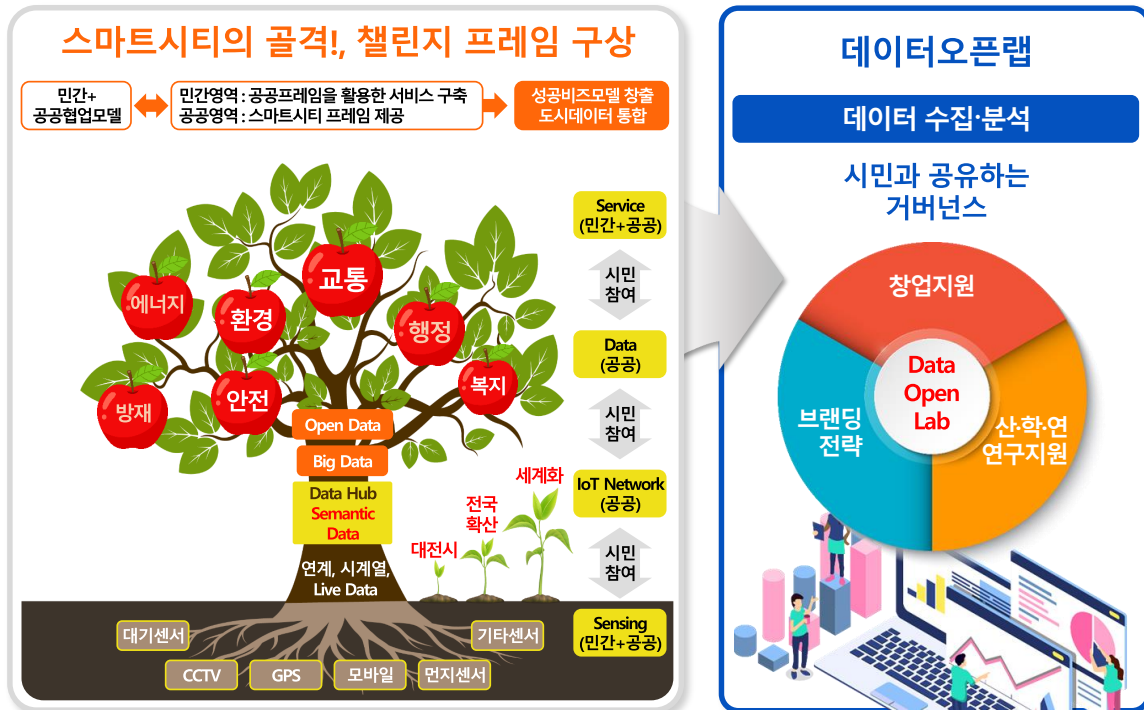 스마트시티의 골격!, 챌린지 프레임 구상
민간+
공공협업모델
민간영역 : 공공프레임을 활용한 서비스 구축
공공영역 : 스마트시티 프레임 제공
성공비즈모델 창출
도시데이터 통합
교통
에너지
환경
행정
방재
안전
복지
Open Data
Big Data
Data Hub
Semantic
Data
연계, 시계열,
Live Data
대전시
전국
확산
세계화
대기센서
CCTV
GPS
모바일
먼지센서
기타센서
Service
(민간+공공)
시민
참여
Data
(공공)
시민
참여
IoT Network
(공공)
시민
참여
Sensing
(민간+공공)
데이터오픈랩
데이터 수집·분석
시민과 공유하는
거버넌스
창업지원
브랜딩
전략
Data
Open
Lab
산·학·연
연구지원